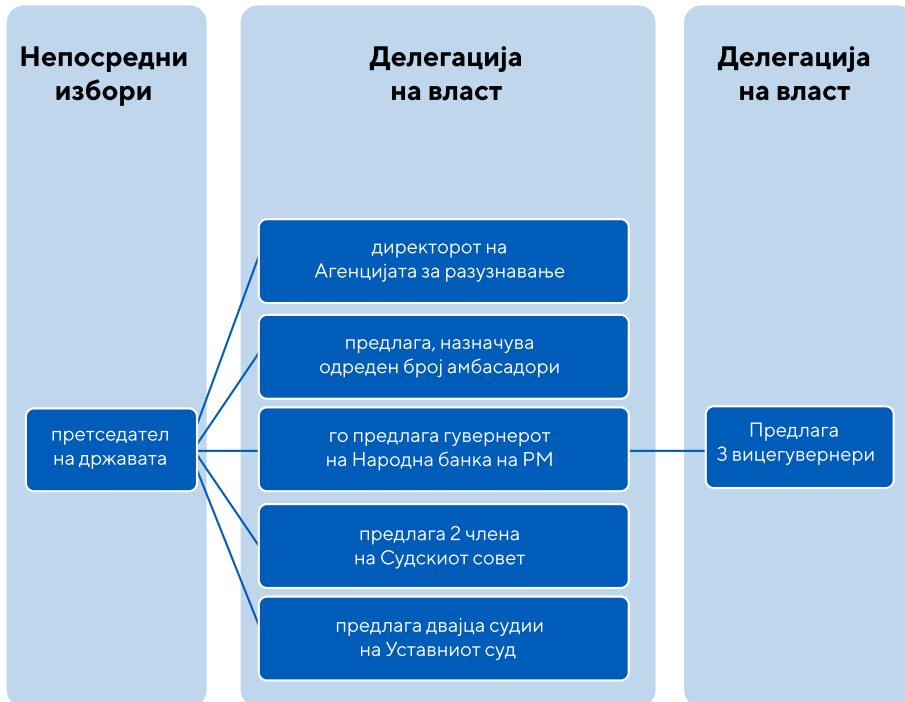 Непосредни
избори
Делегација
на власт
Делегација
на власт
директорот на
Агенцијата за разузнавање
предлага, назначува
одреден број амбасадори
претседател
на државата
го предлага гувернерот
на Народна банка на РМ
Предлага
3 вицегувернери
предлага 2 члена
на Судскиот совет
предлага двајца судии
на Уставниот суд